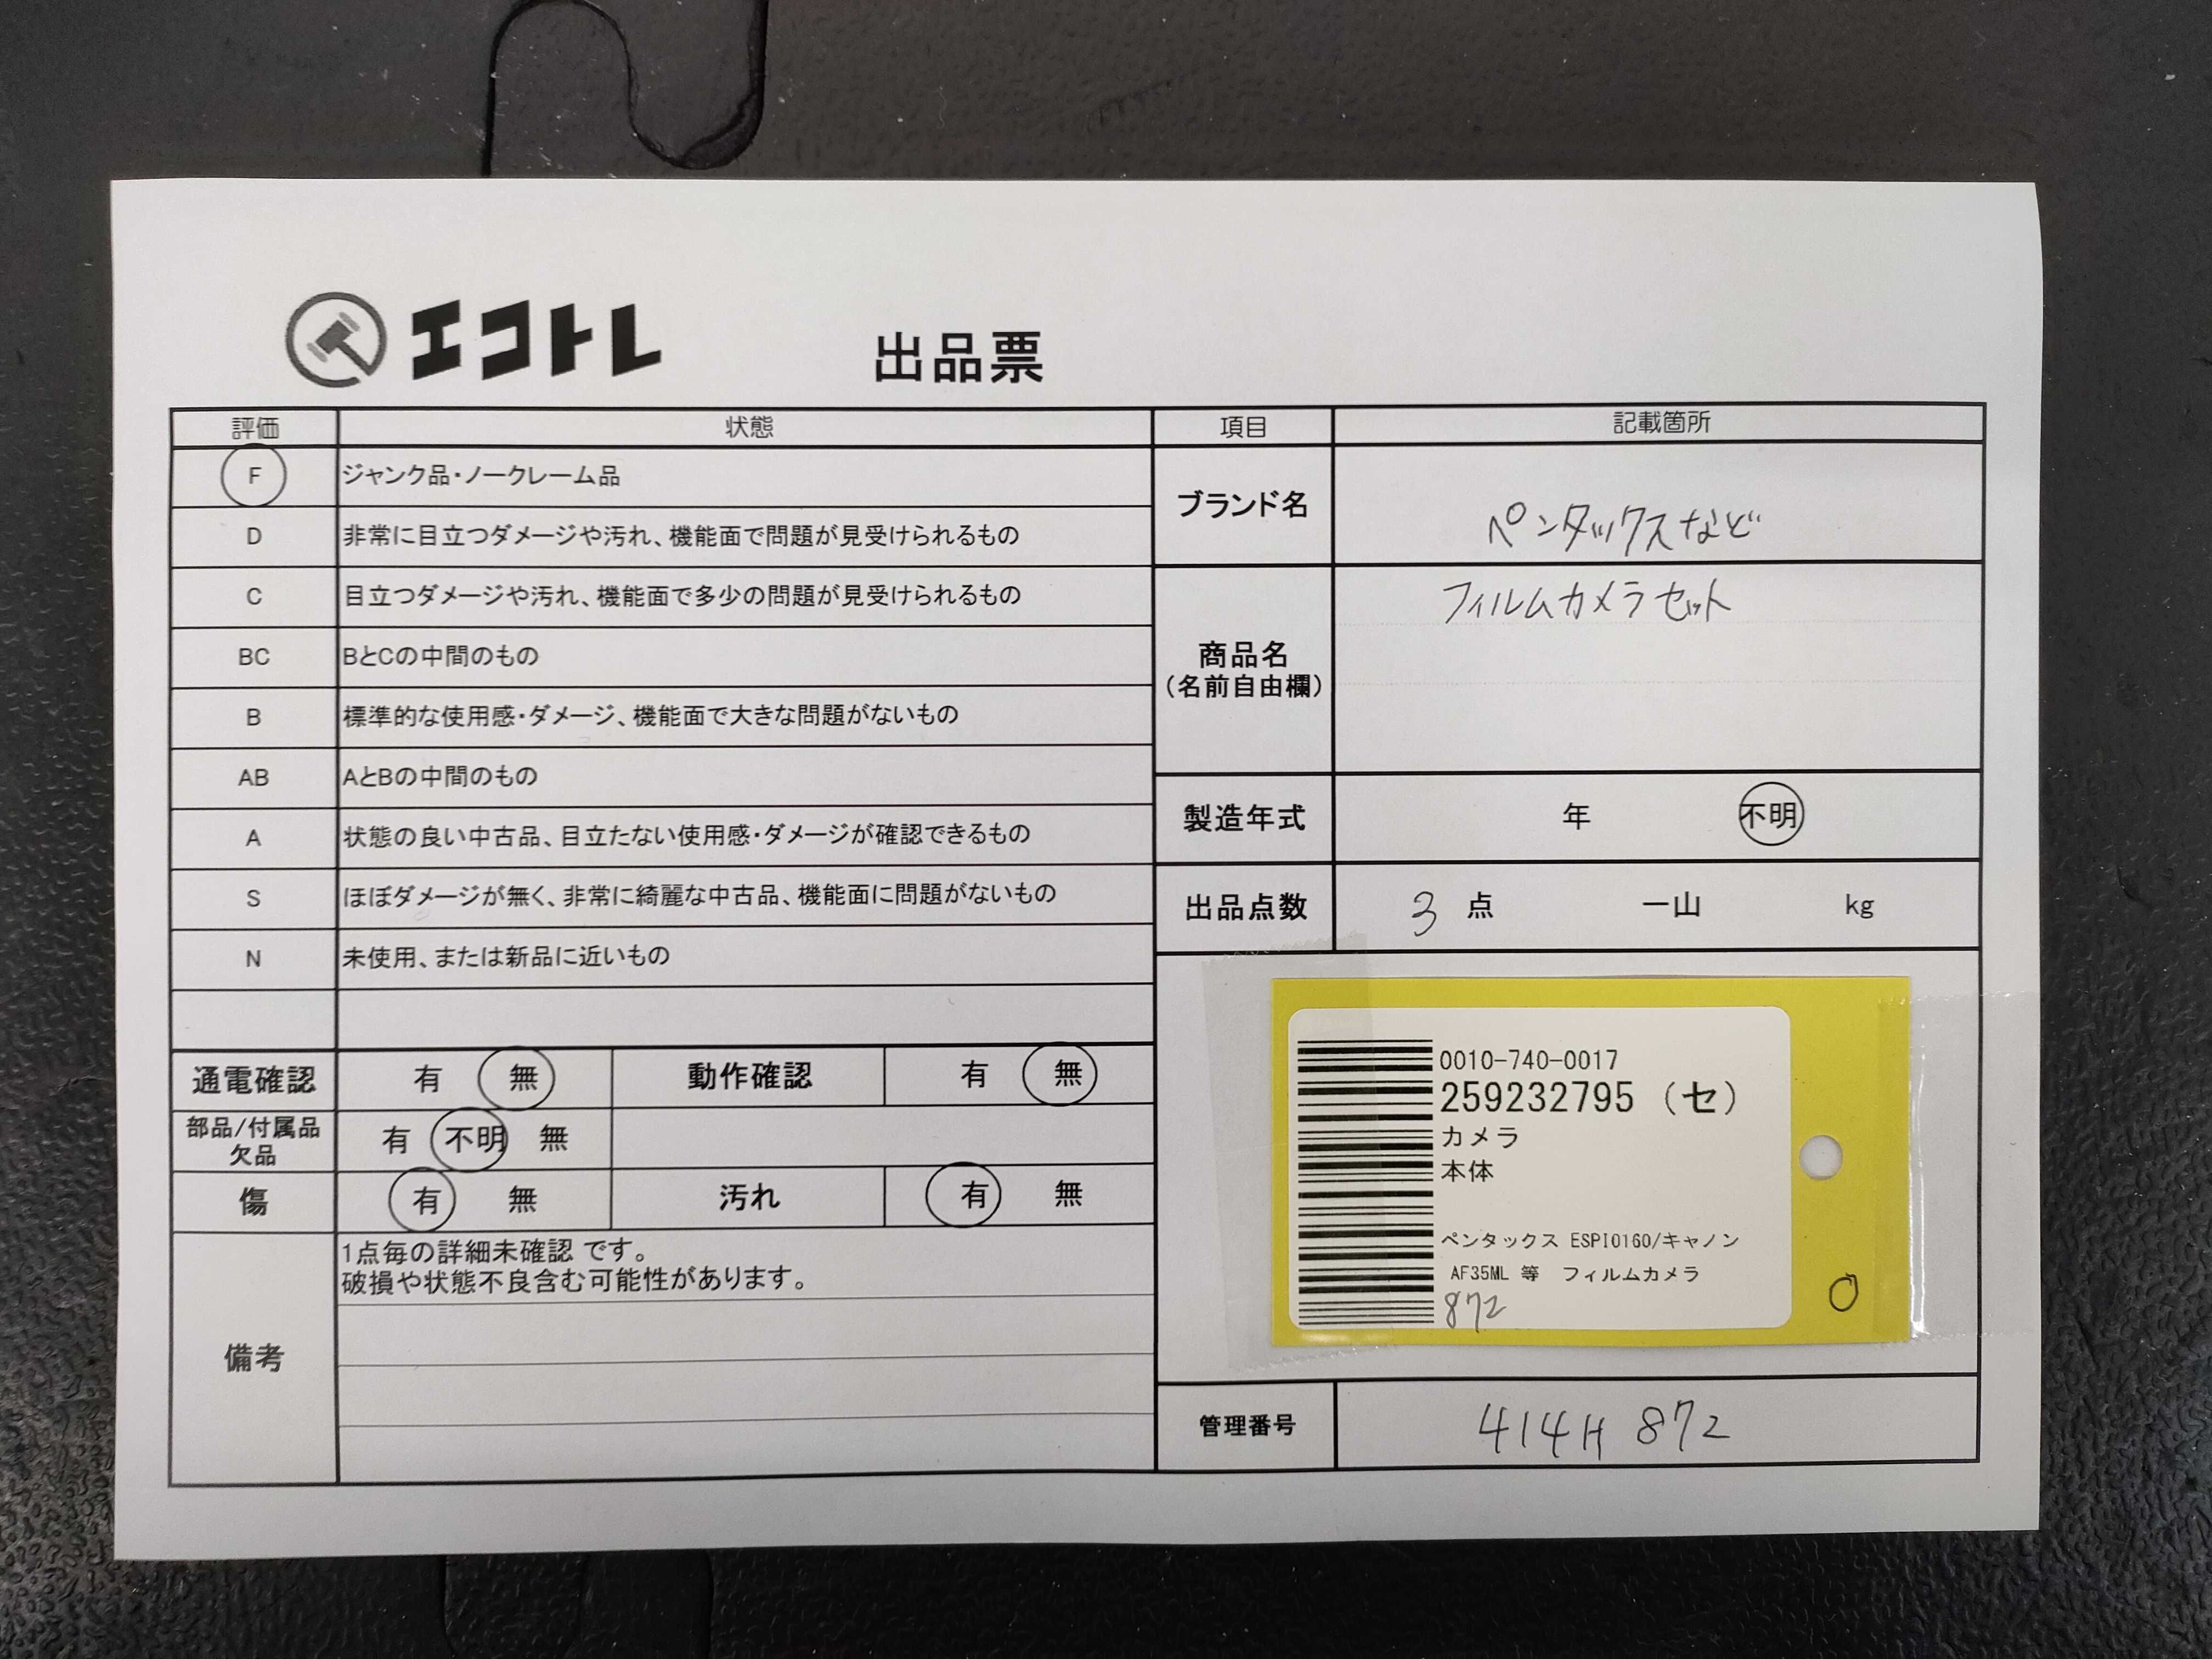 エコトレ
出品票
評価 状態
F ジャンク品・ノークレーム品
D 非常に目立つダメージや汚れ、機能面で問題が見受けられるもの
C 目立つダメージや汚れ、機能面で多少の問題が見受けられるもの
BC BとCの中間のもの
B 標準的な使用感・ダメージ、機能面で大きな問題がないもの
AB AとBの中間のもの
A 状態の良い中古品、目立たない使用感・ダメージが確認できるもの
S ほぼダメージが無く、非常に綺麗な中古品、機能面に問題がないもの
N 未使用、または新品に近いもの
通電確認 有 無 動作確認 有 無
部品/付属品 欠品 有 不明 無
傷 有 無 汚れ 有 無
備考
1点毎の詳細未確認 です。
破損や状態不良含む可能性があります。
項目 記載箇所
ブランド名 ペンタックスなど
商品名 フィルムカメラセット
(名前自由欄)
製造年式 年 不明
出品点数 3 点 一山 kg
0010-740-0017
259232795 (セ)
カメラ
本体
ペンタックス ESPIO160/キャノン
AF35ML 等 フィルムカメラ
872
管理番号 414H 872